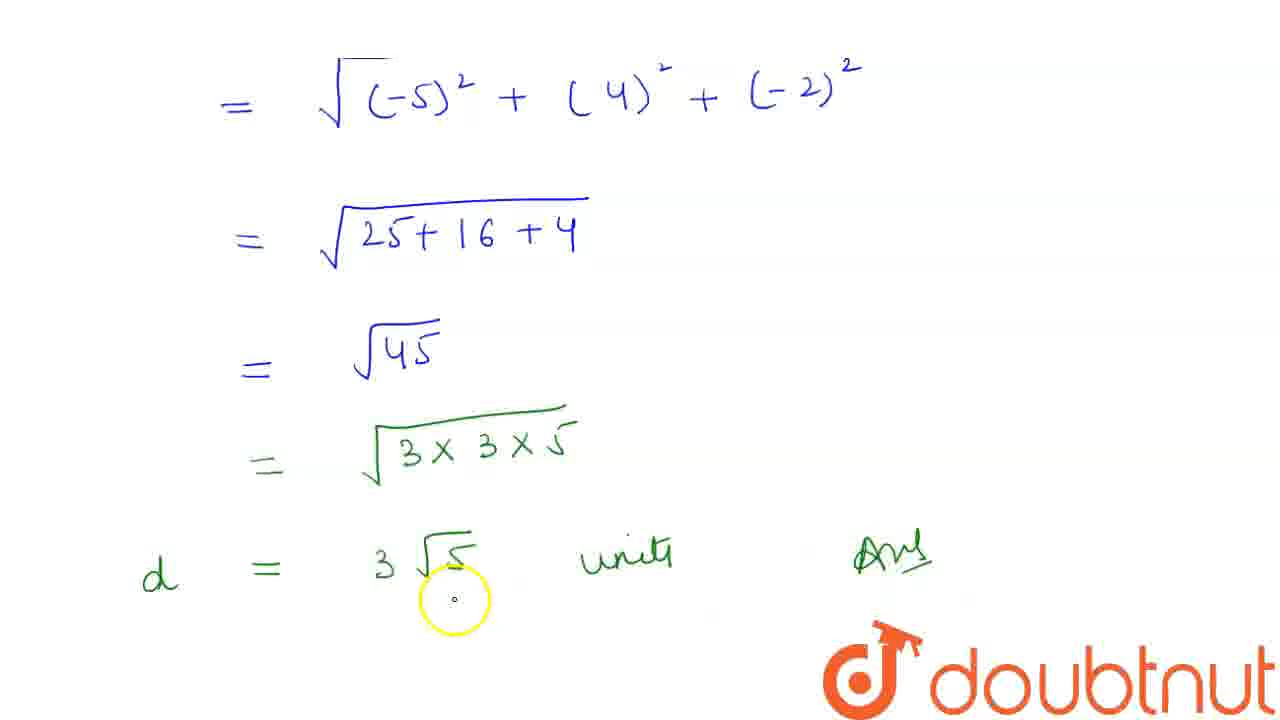 = √(-5)² + (4)² + (-2)²
= √25 + 16 + 4
= √45
= √3 × 3 × 5
d = 3√5 units Ans
doubtnut